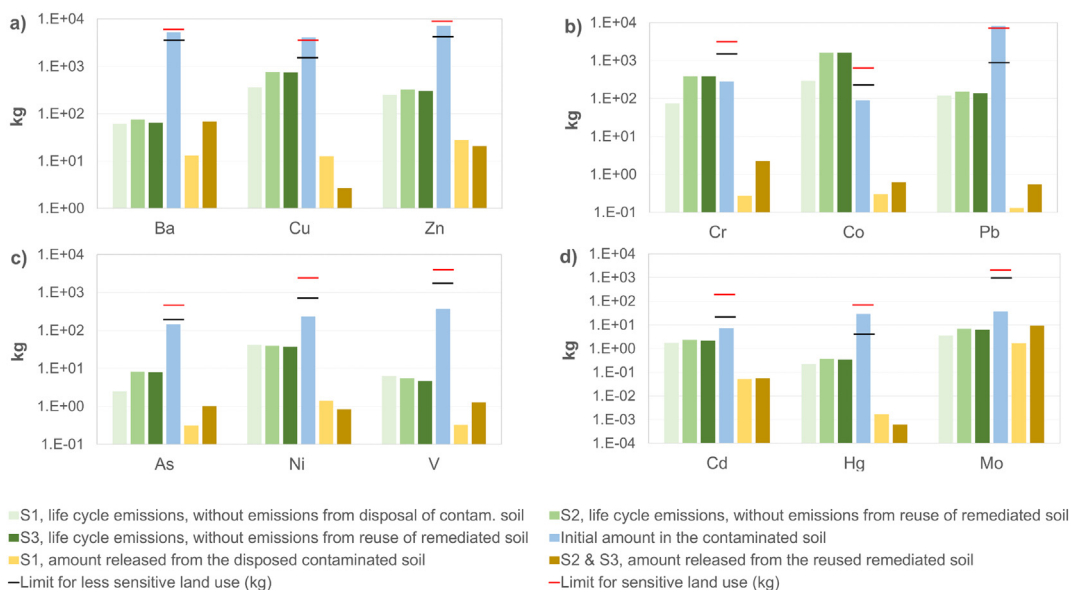 a)
1.E+04
1.E+03
1.E+02
1.E+01
1.E+00
kg
Ba Cu Zn
b)
1.E+04
1.E+03
1.E+02
1.E+01
1.E+00
1.E-01
kg
Cr Co Pb
c)
1.E+04
1.E+03
1.E+02
1.E+01
1.E+00
1.E-01
kg
As Ni V
d)
1.E+04
1.E+03
1.E+02
1.E+01
1.E+00
1.E-01
1.E-02
1.E-03
1.E-04
kg
Cd Hg Mo
S1, life cycle emissions, without emissions from disposal of contam. soil
S2, life cycle emissions, without emissions from reuse of remediated soil
S3, life cycle emissions, without emissions from reuse of remediated soil
Initial amount in the contaminated soil
S1, amount released from the disposed contaminated soil
S2 & S3, amount released from the reused remediated soil
Limit for less sensitive land use (kg)
Limit for sensitive land use (kg)